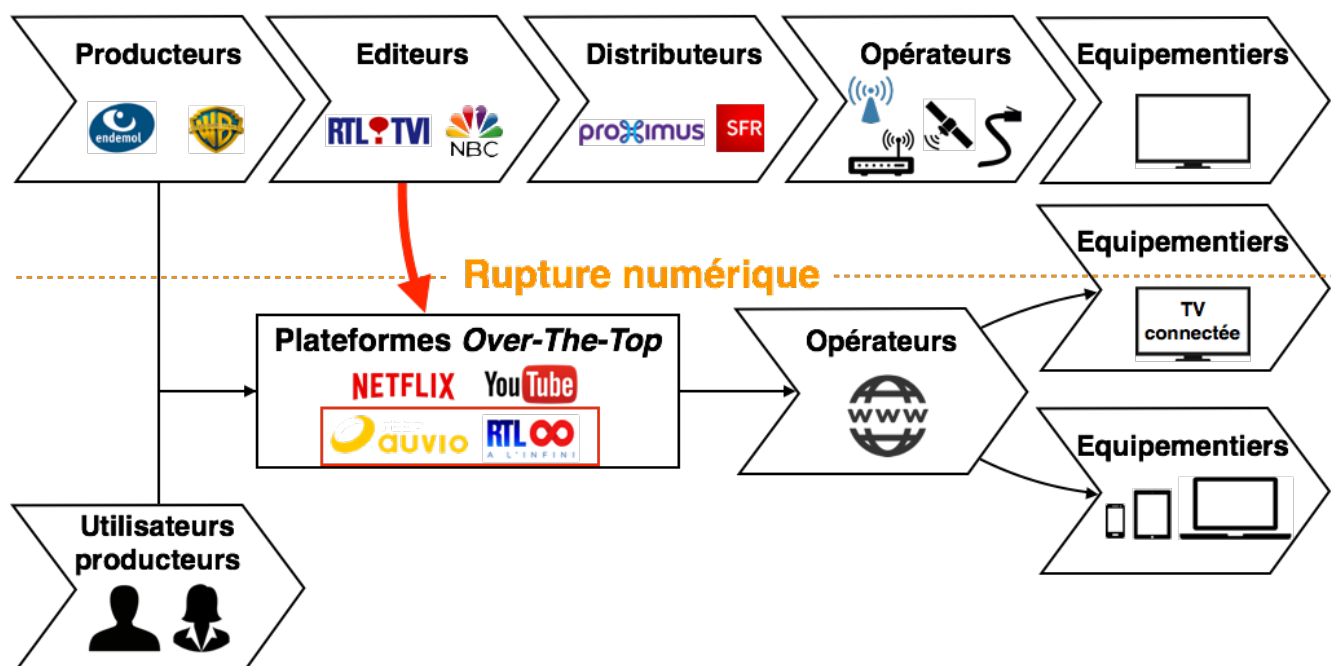 Producteurs
Editeurs
Distributeurs
Opérateurs
Equipementiers
endemol
WB
RTL TVI
NBC
proximus
SFR
Equipementiers
TV
connectée
Rupture numérique
Plateformes Over-The-Top
NETFLIX
YouTube
auvio
RTL
A L'INFINI
Opérateurs
www
Equipementiers
Utilisateurs
producteurs